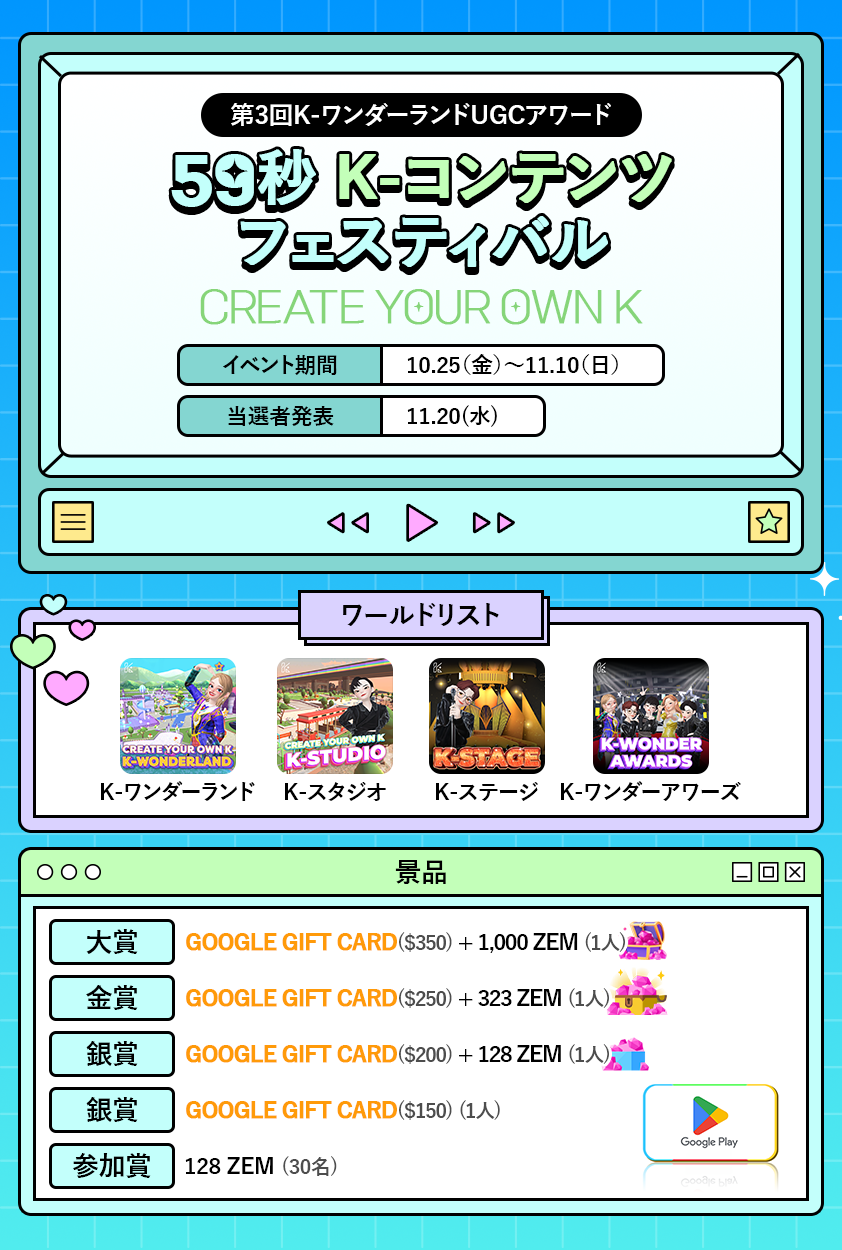 第3回K-ワンダーランドUGCアワード
59秒 K-コンテンツ
フェスティバル
CREATE YOUR OWN K
イベント期間 10.25(金)〜11.10(日)
当選者発表 11.20(水)
ワールドリスト
CREATE YOUR OWN K
K-WONDERLAND
CREATE YOUR OWN K
K-STUDIO
K-STAGE
K-WONDER
AWARDS
K-ワンダーランド K-スタジオ K-ステージ K-ワンダーアワーズ
景品
大賞 GOOGLE GIFT CARD($350) + 1,000 ZEM (1人)
金賞 GOOGLE GIFT CARD($250) + 323 ZEM (1人)
銀賞 GOOGLE GIFT CARD($200) + 128 ZEM (1人)
銀賞 GOOGLE GIFT CARD($150) (1人)
Google Play
参加賞 128 ZEM (30名)